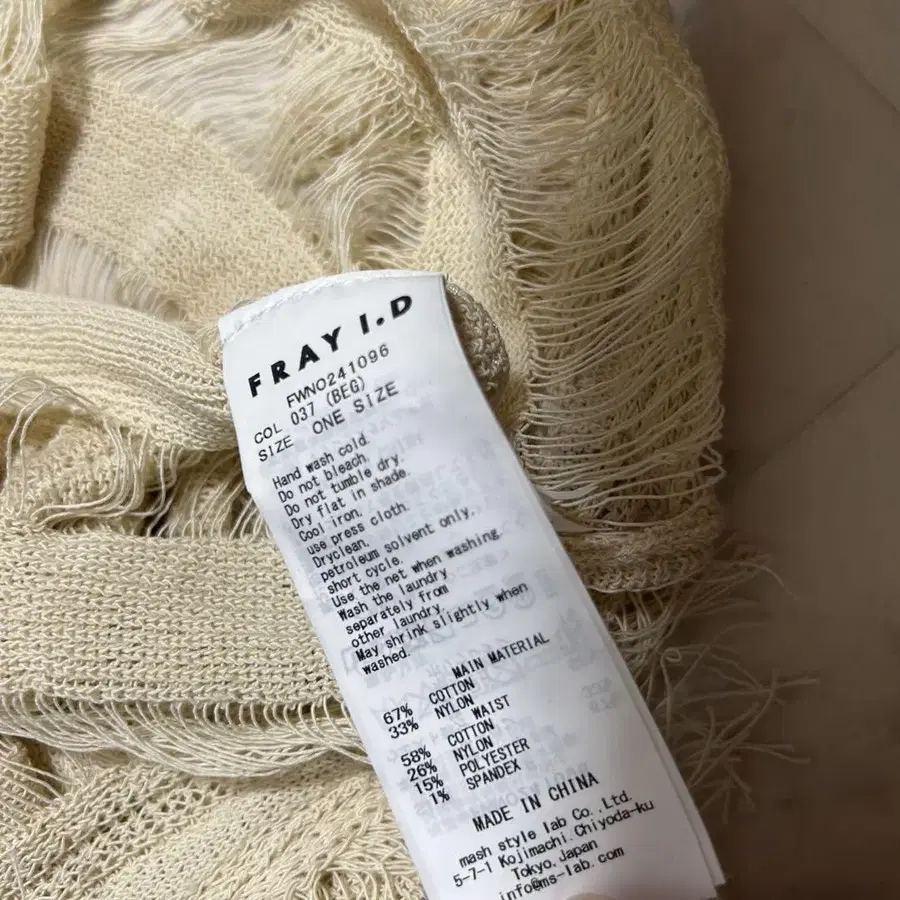 FRAY I.D
FWNO241096
COL 037 (BEG)
SIZE ONE SIZE
Hand wash cold.
Do not bleach.
Do not tumble dry.
Dry flat in shade.
Cool iron,
use press cloth.
Dryclean,
petroleum solvent only,
short cycle.
Use the net when washing.
Wash the laundry
separately from
other laundry.
May shrink slightly when
washed.
MAIN MATERIAL
67% COTTON
33% NYLON
WAIST
58% COTTON
26% NYLON
15% POLYESTER
1% SPANDEX
MADE IN CHINA
mash style lab Co.,Ltd.
5-7-1 Kojimachi.Chiyoda-ku
Tokyo,Japan
info@ms-lab.com